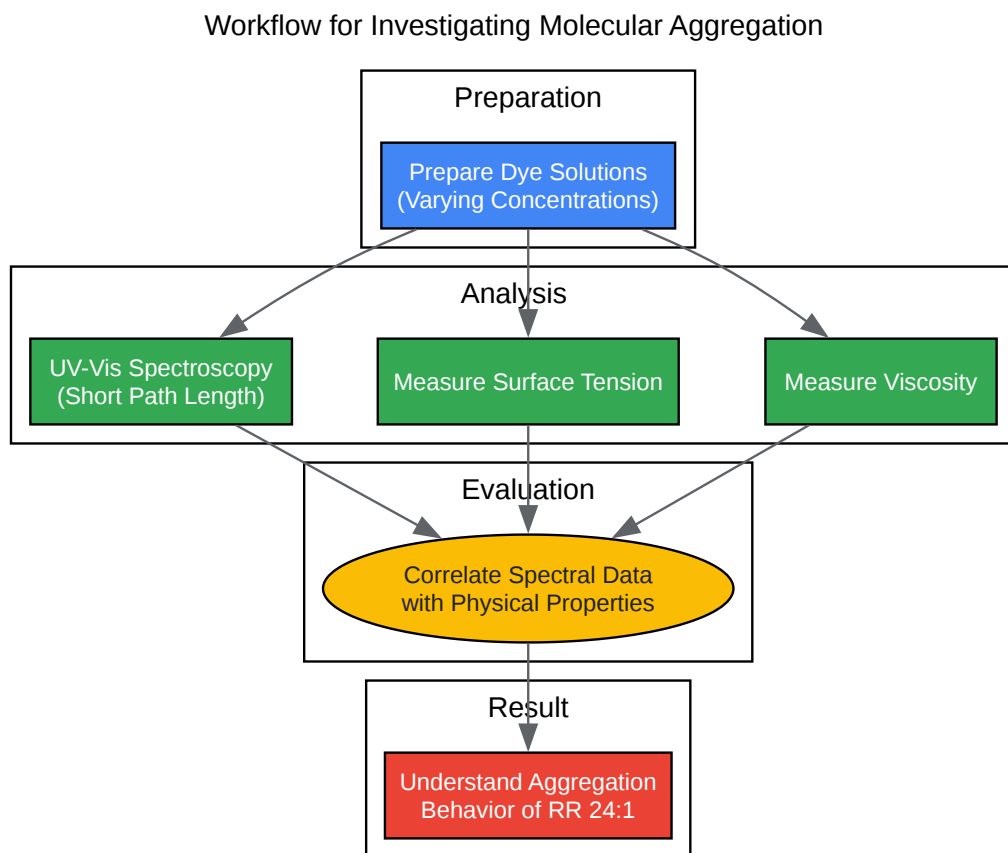 Workflow for Investigating Molecular Aggregation
Preparation
Prepare Dye Solutions
(Varying Concentrations)
Analysis
UV-Vis Spectroscopy
(Short Path Length)
Measure Surface Tension
Measure Viscosity
Evaluation
Correlate Spectral Data
with Physical Properties
Result
Understand Aggregation
Behavior of RR 24:1